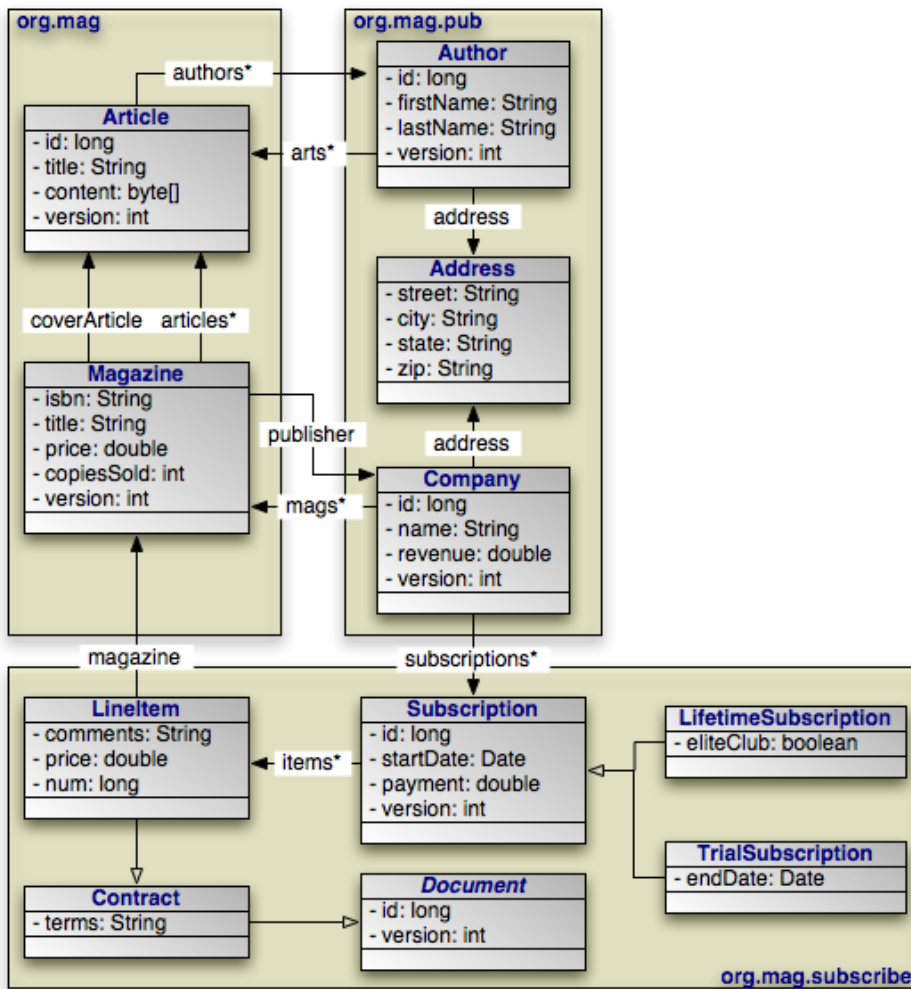 org.mag
authors*
Article
- id: long
- title: String
- content: byte[]
- version: int
coverArticle
articles*
Magazine
- isbn: String
- title: String
- price: double
- copiesSold: int
- version: int
org.mag.pub
Author
- id: long
- firstName: String
- lastName: String
- version: int
arts*
address
Address
- street: String
- city: String
- state: String
- zip: String
address
publisher
Company
- id: long
- name: String
- revenue: double
- version: int
mags*
magazine
subscriptions*
LineItem
- comments: String
- price: double
- num: long
items*
Subscription
- id: long
- startDate: Date
- payment: double
- version: int
LifetimeSubscription
- eliteClub: boolean
TrialSubscription
- endDate: Date
Contract
- terms: String
Document
- id: long
- version: int
org.mag.subscribe